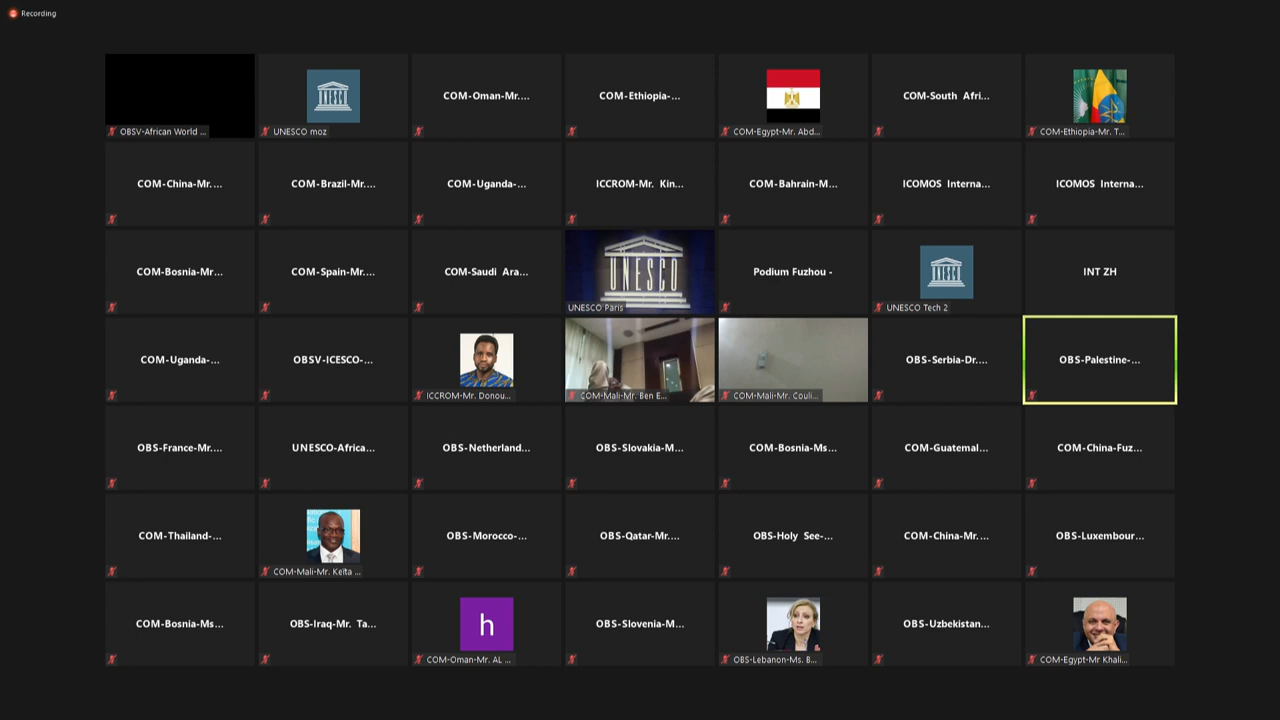 Recording
OBSV-African World ...
UNESCO
UNESCO moz
COM-Oman-Mr....
COM-Ethiopia-...
COM-Egypt-Mr. Abd...
COM-South Afri...
COM-Ethiopia-Mr. T...
COM-China-Mr....
COM-Brazil-Mr....
COM-Uganda-...
ICCROM-Mr. Kin...
COM-Bahrain-M...
ICOMOS Interna...
ICOMOS Interna...
COM-Bosnia-Mr...
COM-Spain-Mr....
COM-Saudi Ara...
UNESCO
UNESCO Paris
Podium Fuzhou -
UNESCO
UNESCO Tech 2
INT ZH
COM-Uganda-...
OBSV-ICESCO-...
ICCROM-Mr. Donou...
COM-Mali-Mr. Ben E...
COM-Mali-Mr. Couli...
OBS-Serbia-Dr....
OBS-Palestine-...
OBS-France-Mr....
UNESCO-Africa...
OBS-Netherland...
OBS-Slovakia-M...
COM-Bosnia-Ms...
COM-Guatemal...
COM-China-Fuz...
COM-Thailand-...
COM-Mali-Mr. Keïta ...
OBS-Morocco-...
OBS-Qatar-Mr....
OBS-Holy See-...
COM-China-Mr....
OBS-Luxembour...
COM-Bosnia-Ms...
OBS-Iraq-Mr. Ta...
h
COM-Oman-Mr. AL ...
OBS-Slovenia-M...
OBS-Lebanon-Ms. B...
OBS-Uzbekistan...
COM-Egypt-Mr Khali...